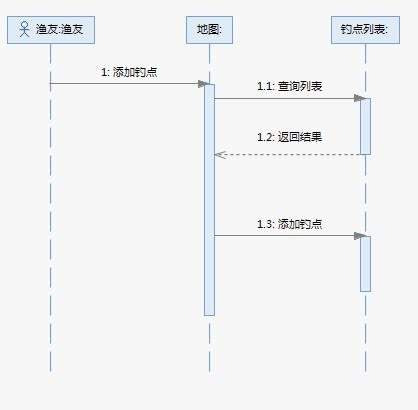 渔友:渔友
地图:
钓点列表:
1: 添加钓点
1.1: 查询列表
1.2: 返回结果
1.3: 添加钓点